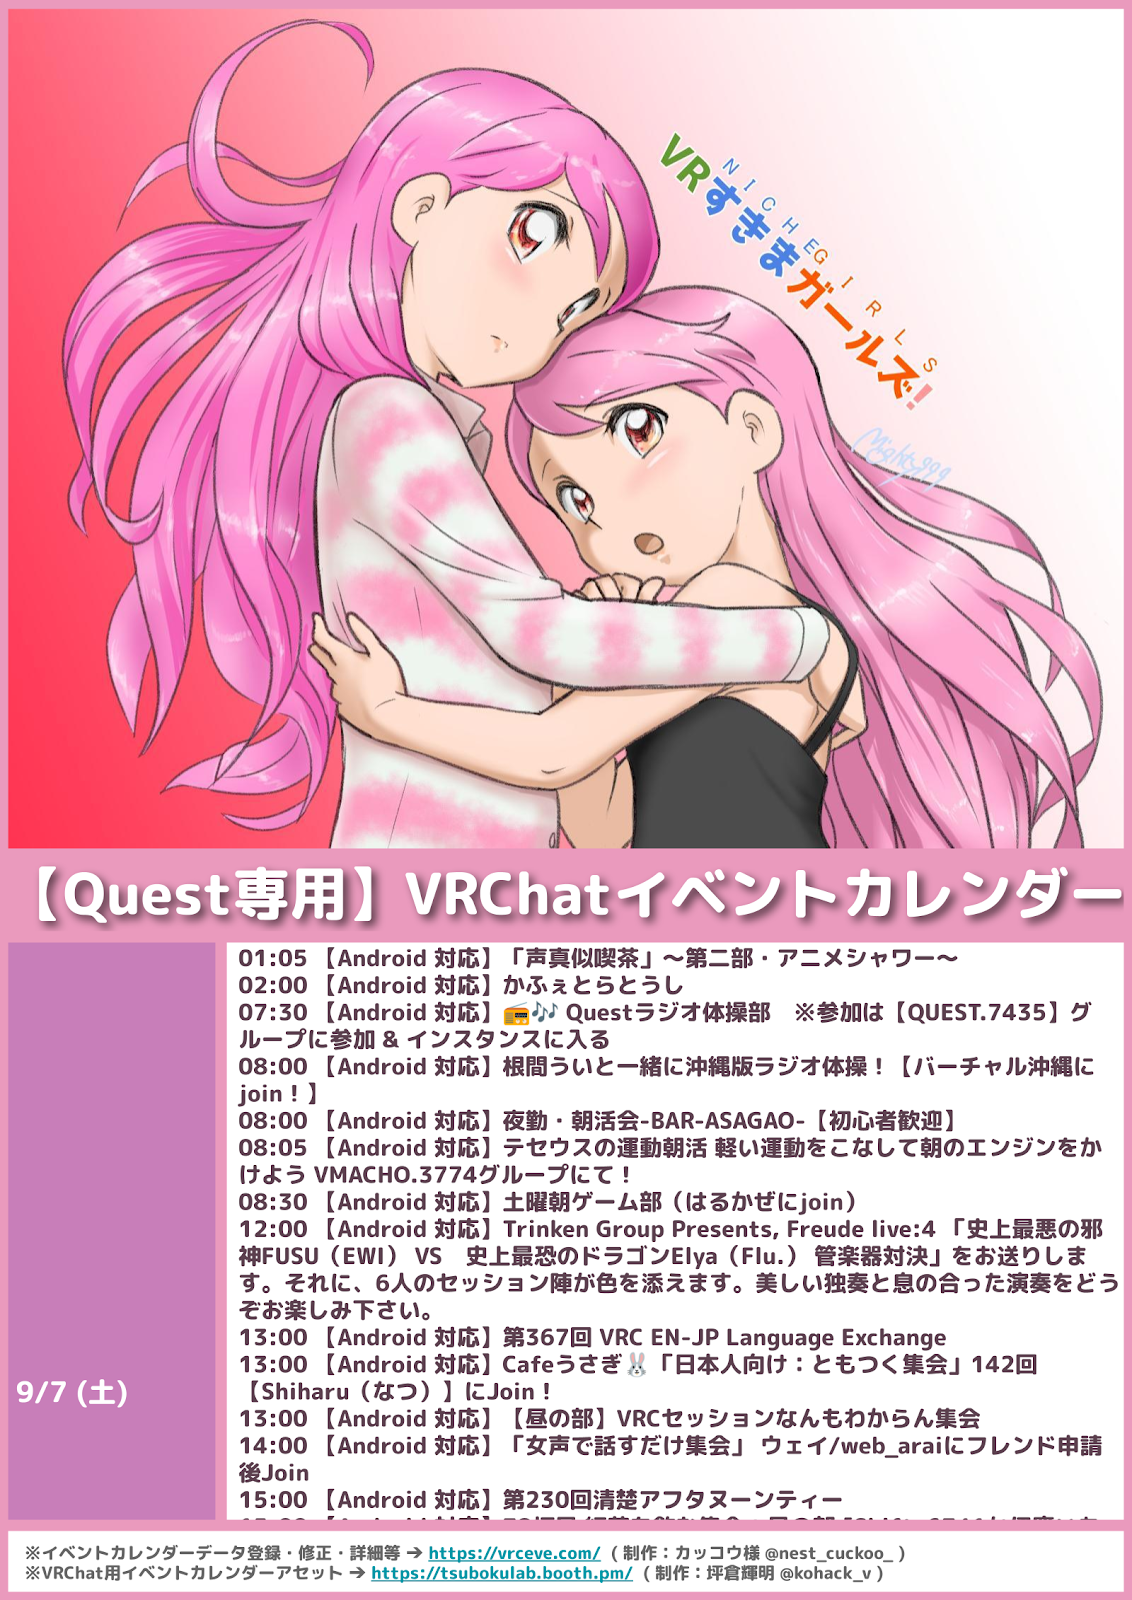 VRすきまガールズ!
NICHE GIRLS
Mighty999
【Quest専用】VRChatイベントカレンダー
9/7 (土)
01:05 【Android 対応】「声真似喫茶」～第二部・アニメシャワー～
02:00 【Android 対応】かふぇとらとうし
07:30 【Android 対応】📻🎶 Questラジオ体操部　※参加は【QUEST.7435】グ
ループに参加 & インスタンスに入る
08:00 【Android 対応】根間ういと一緒に沖縄版ラジオ体操！【バーチャル沖縄に
join！】
08:00 【Android 対応】夜勤・朝活会-BAR-ASAGAO-【初心者歓迎】
08:05 【Android 対応】テセウスの運動朝活 軽い運動をこなして朝のエンジンをか
けよう VMACHO.3774グループにて！
08:30 【Android 対応】土曜朝ゲーム部（はるかぜにjoin）
12:00 【Android 対応】Trinken Group Presents, Freude live:4 「史上最悪の邪
神FUSU（EWI） VS　史上最恐のドラゴンElya（Flu.） 管楽器対決」をお送りしま
す。それに、6人のセッション陣が色を添えます。美しい独奏と息の合った演奏をどう
ぞお楽しみ下さい。
13:00 【Android 対応】第367回 VRC EN-JP Language Exchange
13:00 【Android 対応】Cafeうさぎ🐰「日本人向け：ともつく集会」142回
【Shiharu（なつ）】にJoin！
13:00 【Android 対応】【昼の部】VRCセッションなんもわからん集会
14:00 【Android 対応】「女声で話すだけ集会」 ウェイ/web_araiにフレンド申請
後Join
15:00 【Android 対応】第230回清楚アフタヌーンティー
※イベントカレンダーデータ登録・修正・詳細等 ➔ https://vrceve.com/ （制作：カッコウ様 @nest_cuckoo_ ）
※VRChat用イベントカレンダーアセット ➔ https://tsubokulab.booth.pm/ （制作：坪倉輝明 @kohack_v ）